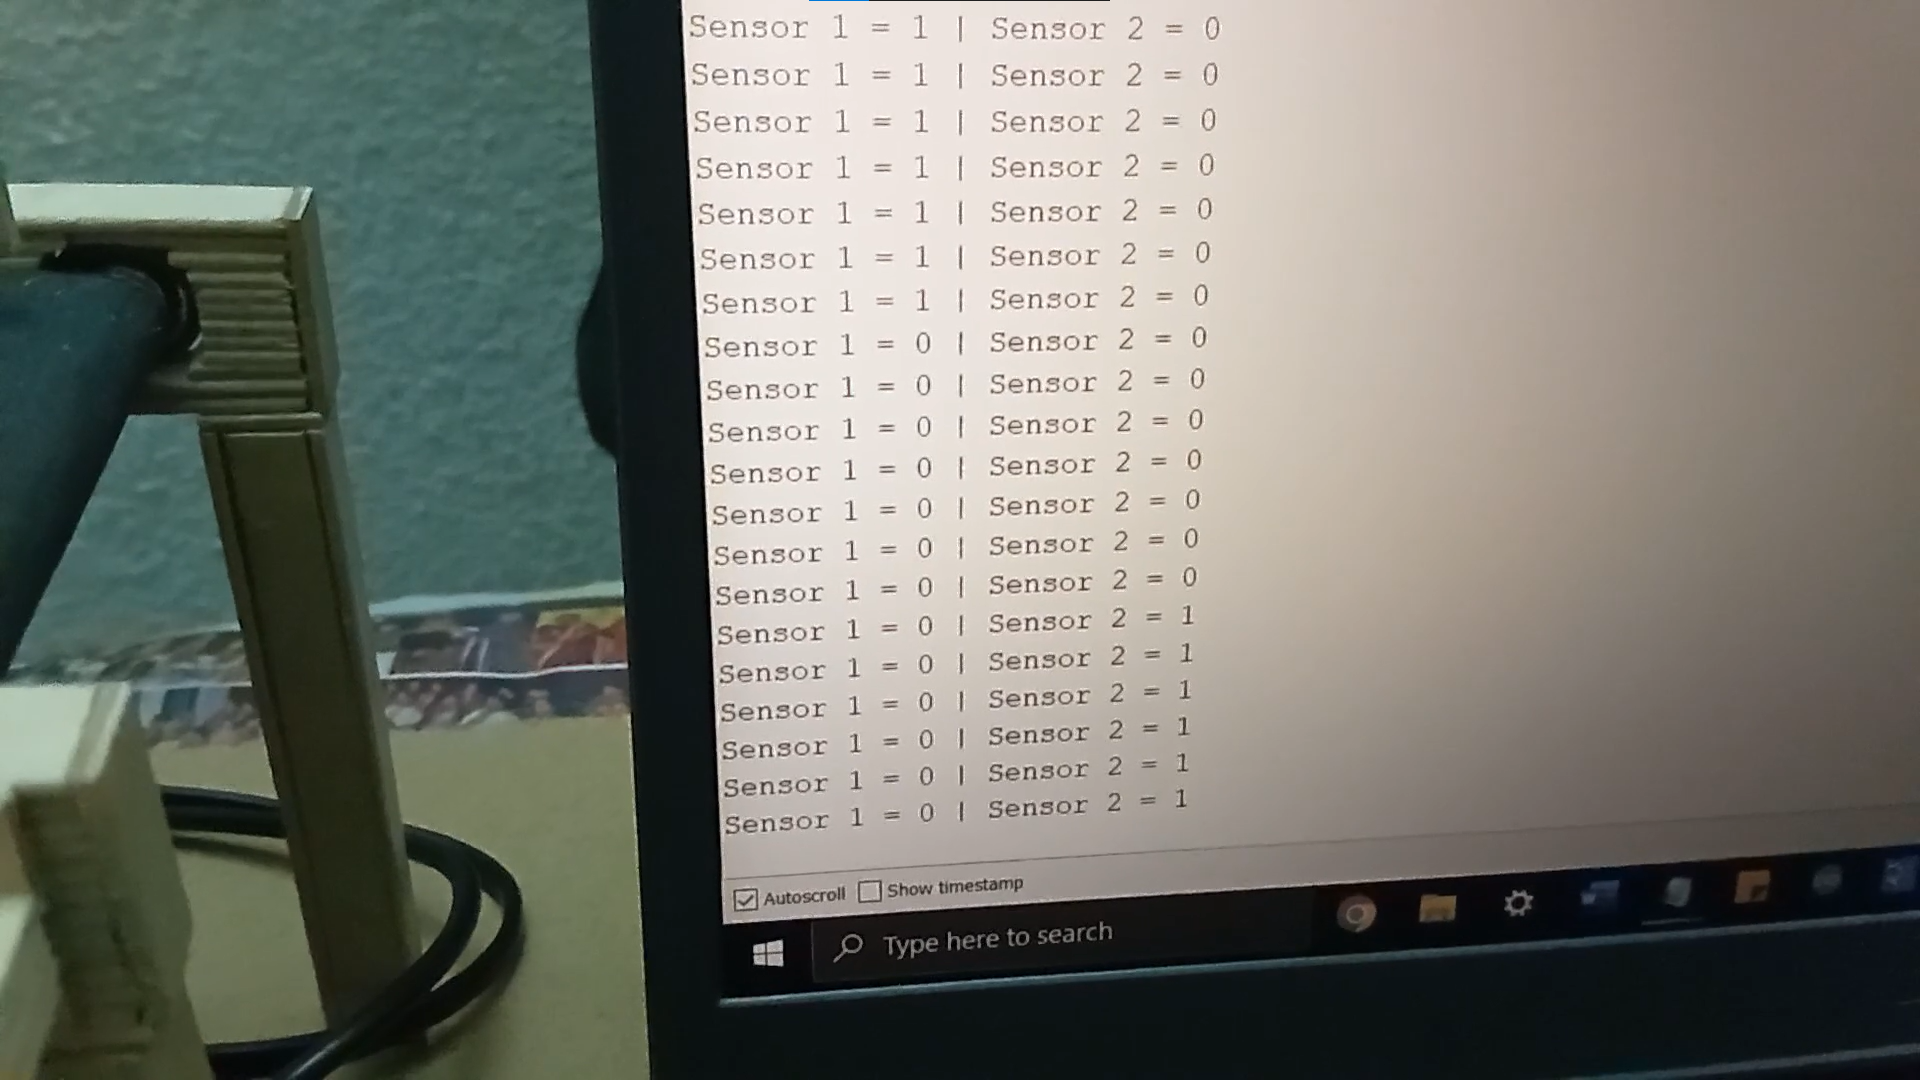 Sensor 1 = 1 | Sensor 2 = 0
Sensor 1 = 1 | Sensor 2 = 0
Sensor 1 = 1 | Sensor 2 = 0
Sensor 1 = 1 | Sensor 2 = 0
Sensor 1 = 1 | Sensor 2 = 0
Sensor 1 = 1 | Sensor 2 = 0
Sensor 1 = 1 | Sensor 2 = 0
Sensor 1 = 0 | Sensor 2 = 0
Sensor 1 = 0 | Sensor 2 = 0
Sensor 1 = 0 | Sensor 2 = 0
Sensor 1 = 0 | Sensor 2 = 0
Sensor 1 = 0 | Sensor 2 = 0
Sensor 1 = 0 | Sensor 2 = 0
Sensor 1 = 0 | Sensor 2 = 0
Sensor 1 = 0 | Sensor 2 = 1
Sensor 1 = 0 | Sensor 2 = 1
Sensor 1 = 0 | Sensor 2 = 1
Sensor 1 = 0 | Sensor 2 = 1
Sensor 1 = 0 | Sensor 2 = 1
Sensor 1 = 0 | Sensor 2 = 1
Autoscroll Show timestamp
Type here to search